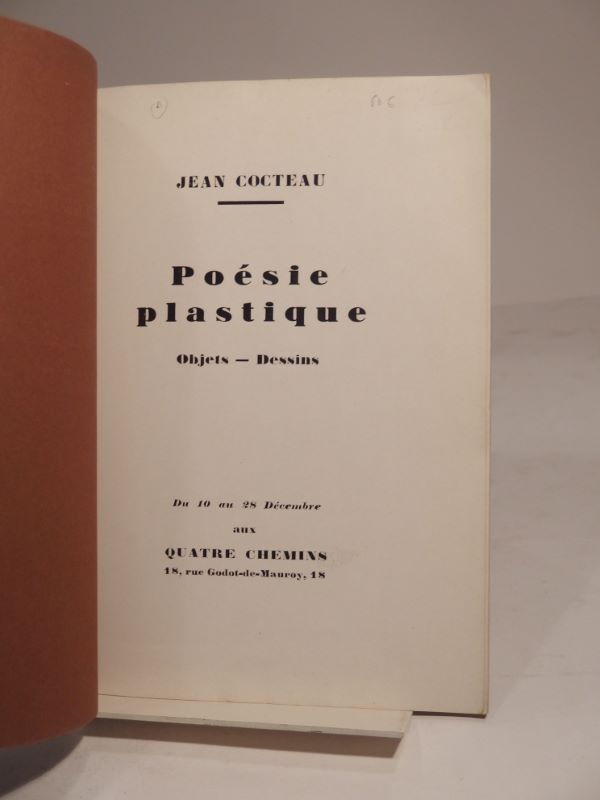 JEAN COCTEAU
Poésie
plastique
Objets — Dessins
Du 10 au 28 Décembre
aux
QUATRE CHEMINS
18, rue Godot-de-Mauroy, 18